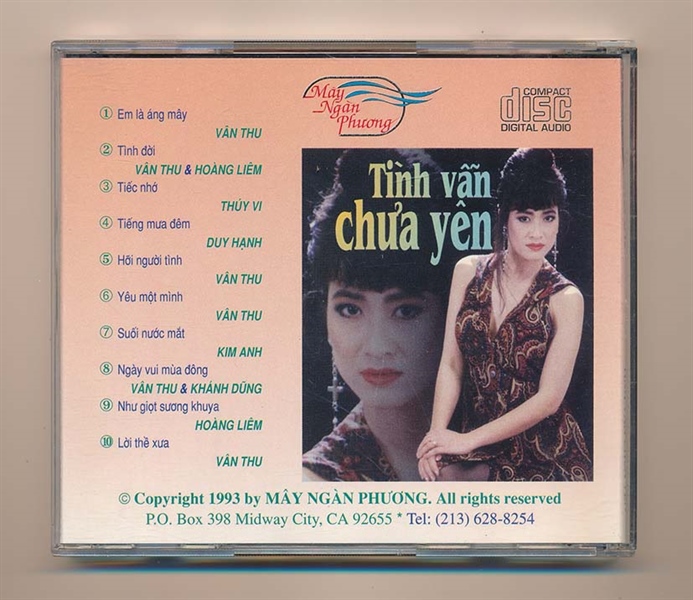 Mây
Ngàn
Phương
COMPACT
disc
DIGITAL AUDIO
① Em là áng mây
VÂN THU
② Tình đời
VÂN THU & HOÀNG LIÊM
③ Tiếc nhớ
THÚY VI
④ Tiếng mưa đêm
DUY HẠNH
⑤ Hỡi người tình
VÂN THU
⑥ Yêu một mình
VÂN THU
⑦ Suối nước mắt
KIM ANH
⑧ Ngày vui mùa đông
VÂN THU & KHÁNH DŨNG
⑨ Như giọt sương khuya
HOÀNG LIÊM
⑩ Lời thề xưa
VÂN THU
Tình vẫn
chưa yên
© Copyright 1993 by MÂY NGÀN PHƯƠNG. All rights reserved
P.O. Box 398 Midway City, CA 92655 * Tel: (213) 628-8254